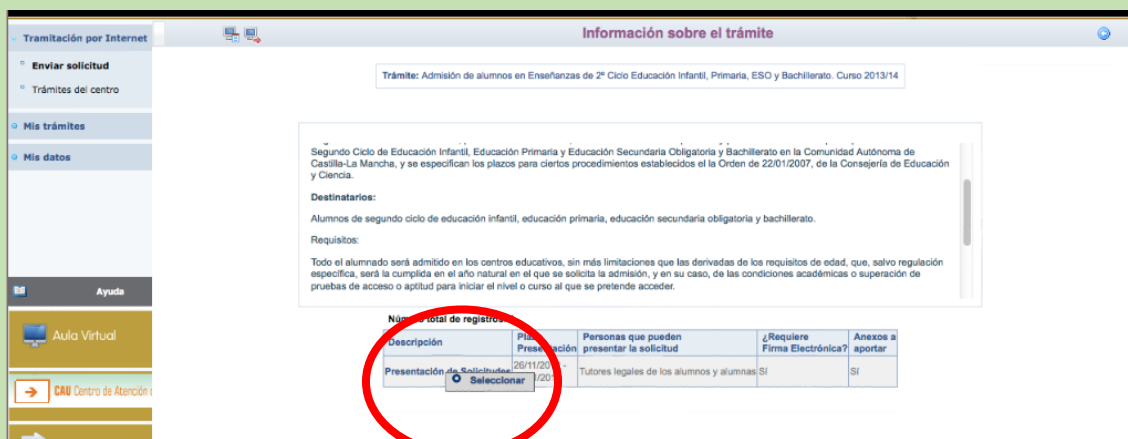 Información sobre el trámite
Tramitación por Internet
Enviar solicitud
Trámites del centro
Mis trámites
Mis datos
Ayuda
Aula Virtual
CAU Centro de Atención
Trámite: Admisión de alumnos en Enseñanzas de 2º Ciclo Educación Infantil, Primaria, ESO y Bachillerato. Curso 2013/14
Segundo Ciclo de Educación Infantil, Educación Primaria y Educación Secundaria Obligatoria y Bachillerato en la Comunidad Autónoma de
Castilla-La Mancha, y se especifican los plazos para ciertos procedimientos establecidos el la Orden de 22/01/2007, de la Consejería de Educación
y Ciencia.
Destinatarios:
Alumnos de segundo ciclo de educación infantil, educación primaria, educación secundaria obligatoria y bachillerato.
Requisitos:
Todo el alumnado será admitido en los centros educativos, sin más limitaciones que las derivadas de los requisitos de edad, que, salvo regulación
específica, será la cumplida en el año natural en el que se solicita la admisión, y en su caso, de las condiciones académicas o superación de
pruebas de acceso o aptitud para iniciar el nivel o curso al que se pretende acceder.
Número total de registros
Descripción
Presentación
Personas que pueden
presentar la solicitud
¿Requiere
Firma Electrónica?
Anexos a
aportar
Presentación de Solicitudes
Tutores legales de los alumnos y alumnas
Sí
Sí
Seleccionar